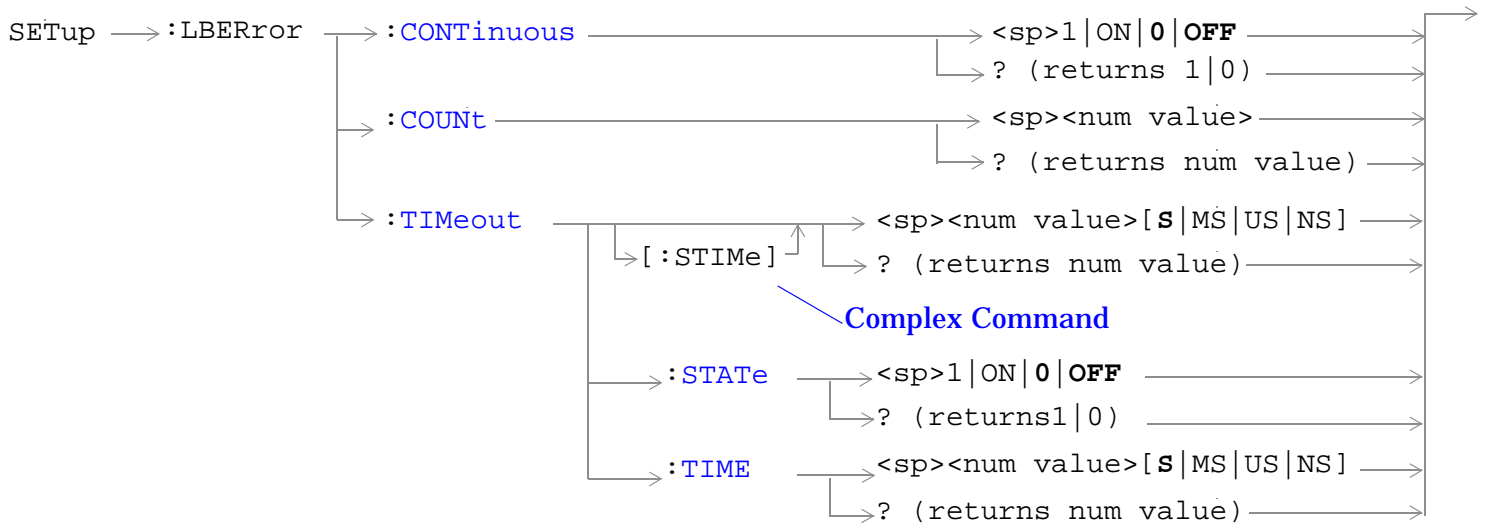 SETup :LBERror :CONTinuous <sp>1|ON|0|OFF
? (returns 1|0)
:COUNt <sp><num value>
? (returns num value)
:TIMeout <sp><num value>[S|MS|US|NS]
[:STIMe] ? (returns num value)
Complex Command
:STATe <sp>1|ON|0|OFF
? (returns1|0)
:TIME <sp><num value>[S|MS|US|NS]
? (returns num value)